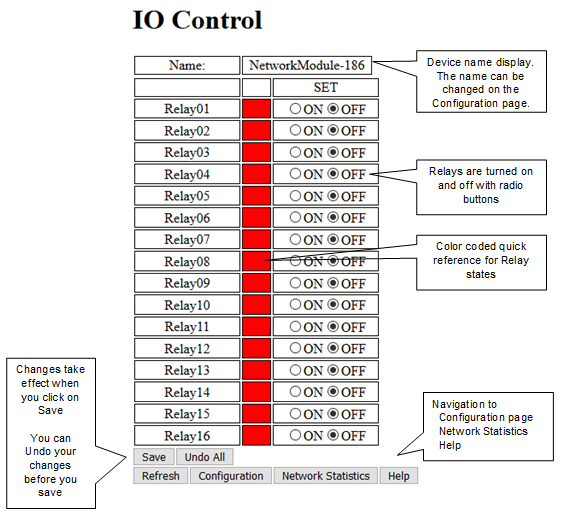 IO Control
Name: NetworkModule-186
SET
Relay01 ON OFF
Relay02 ON OFF
Relay03 ON OFF
Relay04 ON OFF
Relay05 ON OFF
Relay06 ON OFF
Relay07 ON OFF
Relay08 ON OFF
Relay09 ON OFF
Relay10 ON OFF
Relay11 ON OFF
Relay12 ON OFF
Relay13 ON OFF
Relay14 ON OFF
Relay15 ON OFF
Relay16 ON OFF
Save Undo All
Refresh Configuration Network Statistics Help
Device name display.
The name can be
changed on the
Configuration page.
Relays are turned on
and off with radio
buttons
Color coded quick
reference for Relay
states
Navigation to
Configuration page
Network Statistics
Help
Changes take
effect when
you click on
Save
You can
Undo your
changes
before you
save